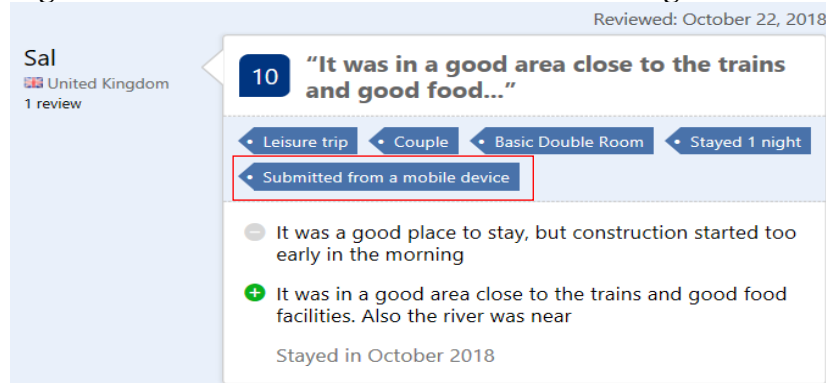 Reviewed: October 22, 2018
Sal
United Kingdom
1 review
10
“It was in a good area close to the trains
and good food...”
• Leisure trip • Couple • Basic Double Room • Stayed 1 night
• Submitted from a mobile device
It was a good place to stay, but construction started too
early in the morning
It was in a good area close to the trains and good food
facilities. Also the river was near
Stayed in October 2018